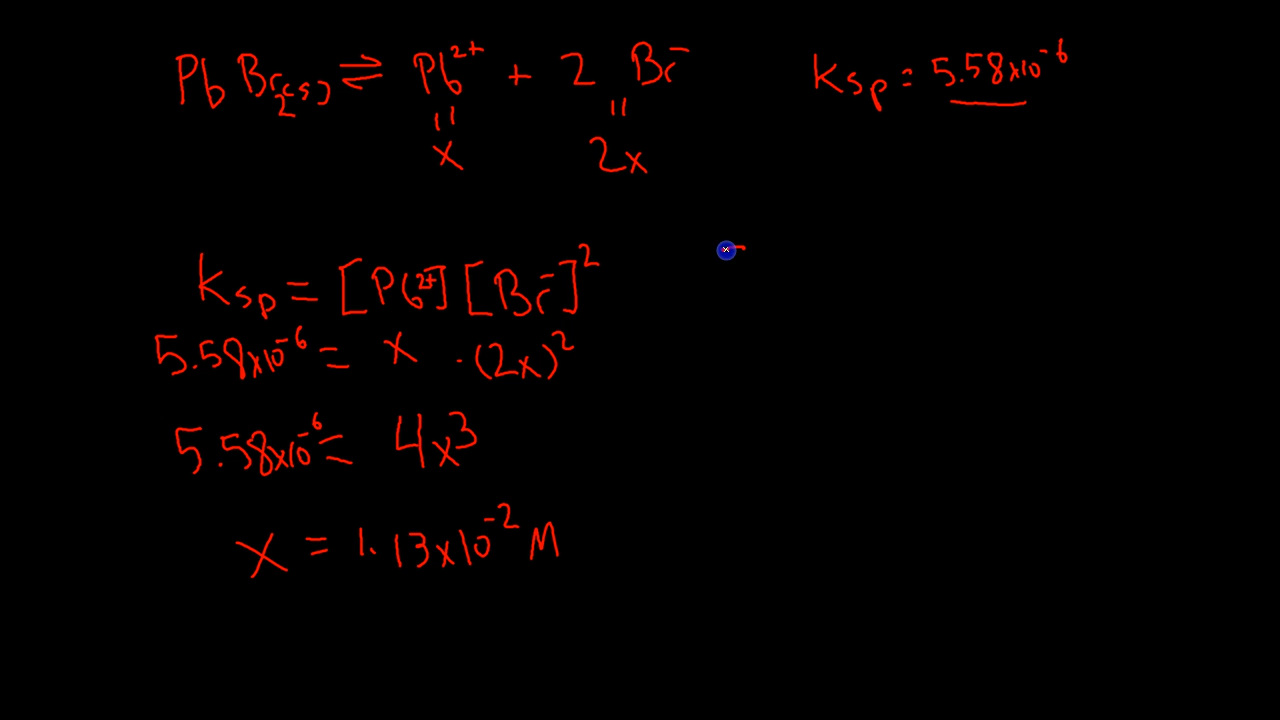 PbBr₂(s) ⇌ Pb²⁺ + 2 Br⁻ Ksp = 5.58x10⁻⁶
= =
x 2x
Ksp = [Pb²⁺] [Br⁻]²
5.58x10⁻⁶ = x · (2x)²
5.58x10⁻⁶ = 4x³
x = 1.13x10⁻² M